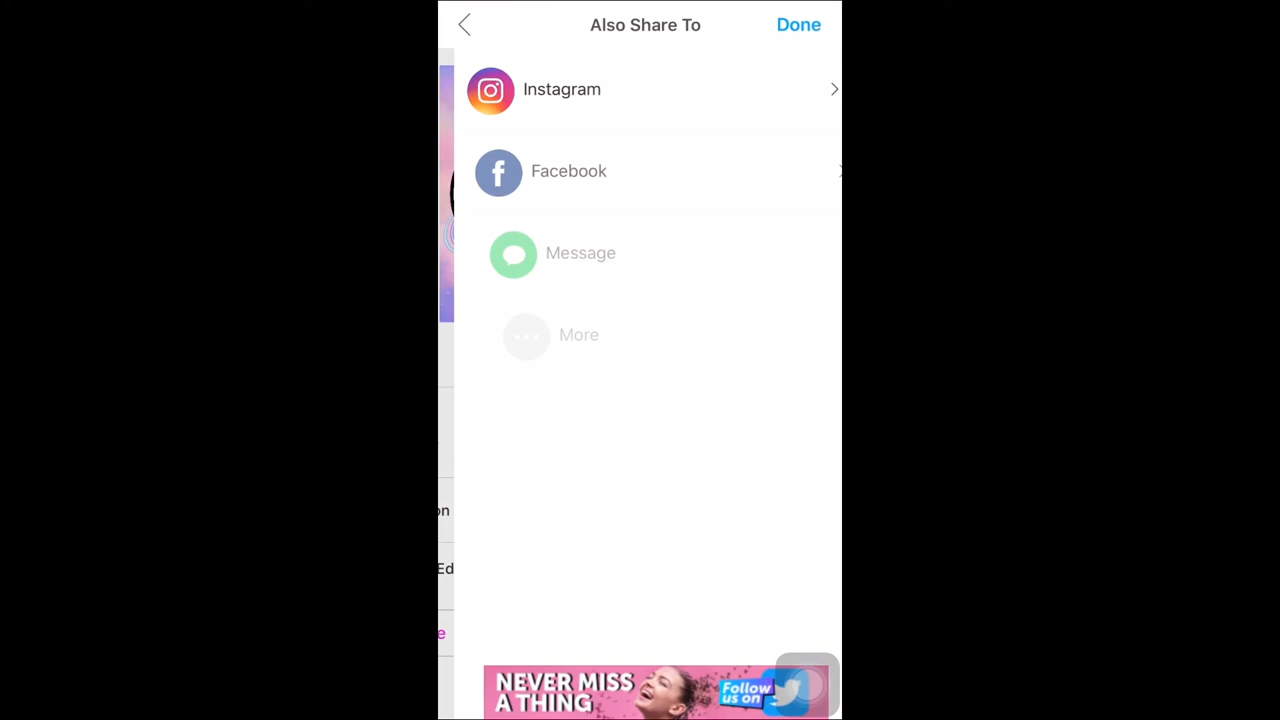 Also Share To
Done
Instagram
Facebook
Message
More
on
Ed
e
NEVER MISS
A THING
Follow
us on